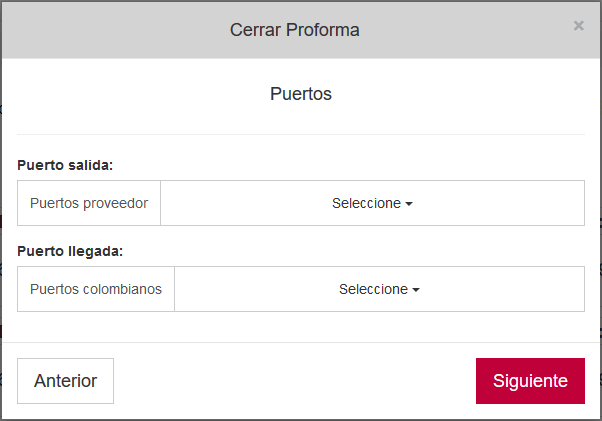 Cerrar Proforma ×
Puertos
Puerto salida:
Puertos proveedor Seleccione
Puerto llegada:
Puertos colombianos Seleccione
Anterior Siguiente